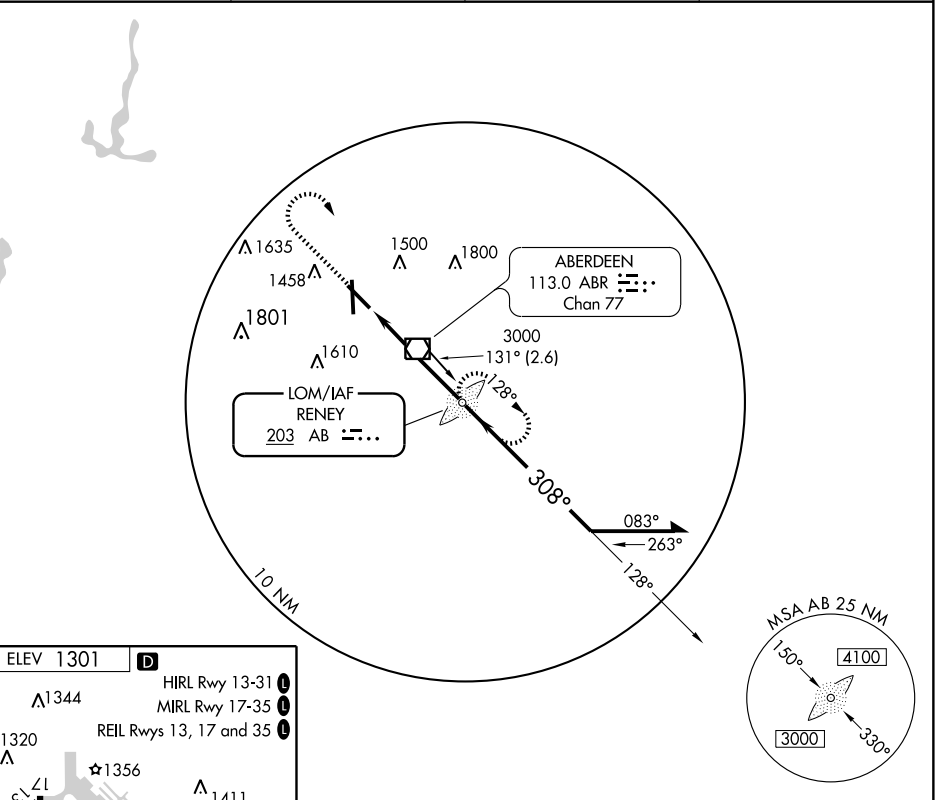 1635
1500
1800
1458
1801
1610
ABERDEEN
113.0 ABR
Chan 77
3000
131° (2.6)
128°
LOM/IAF
RENEY
203 AB
308°
083°
263°
128°
10 NM
MSA AB 25 NM
150°
4100
3000
330°
ELEV 1301 D
HIRL Rwy 13-31 L
MIRL Rwy 17-35 L
REIL Rwys 13, 17 and 35 L
1344
1320
1356
17
13
1411